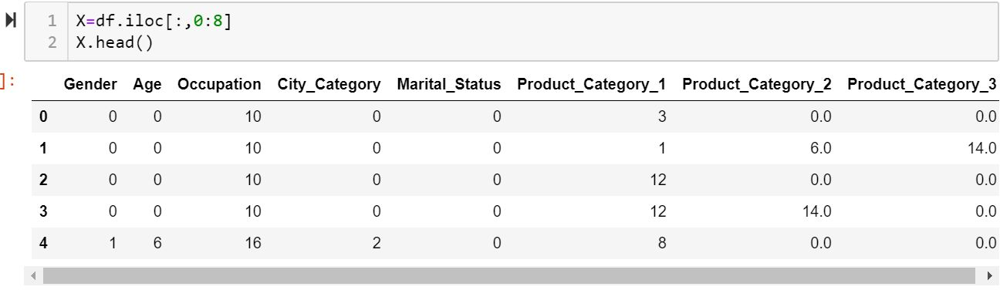 1 X=df.iloc[:,0:8]
2 X.head()
]:
Gender Age Occupation City_Category Marital_Status Product_Category_1 Product_Category_2 Product_Category_3
0 0 0 10 0 0 3 0.0 0.0
1 0 0 10 0 0 1 6.0 14.0
2 0 0 10 0 0 12 0.0 0.0
3 0 0 10 0 0 12 14.0 0.0
4 1 6 16 2 0 8 0.0 0.0